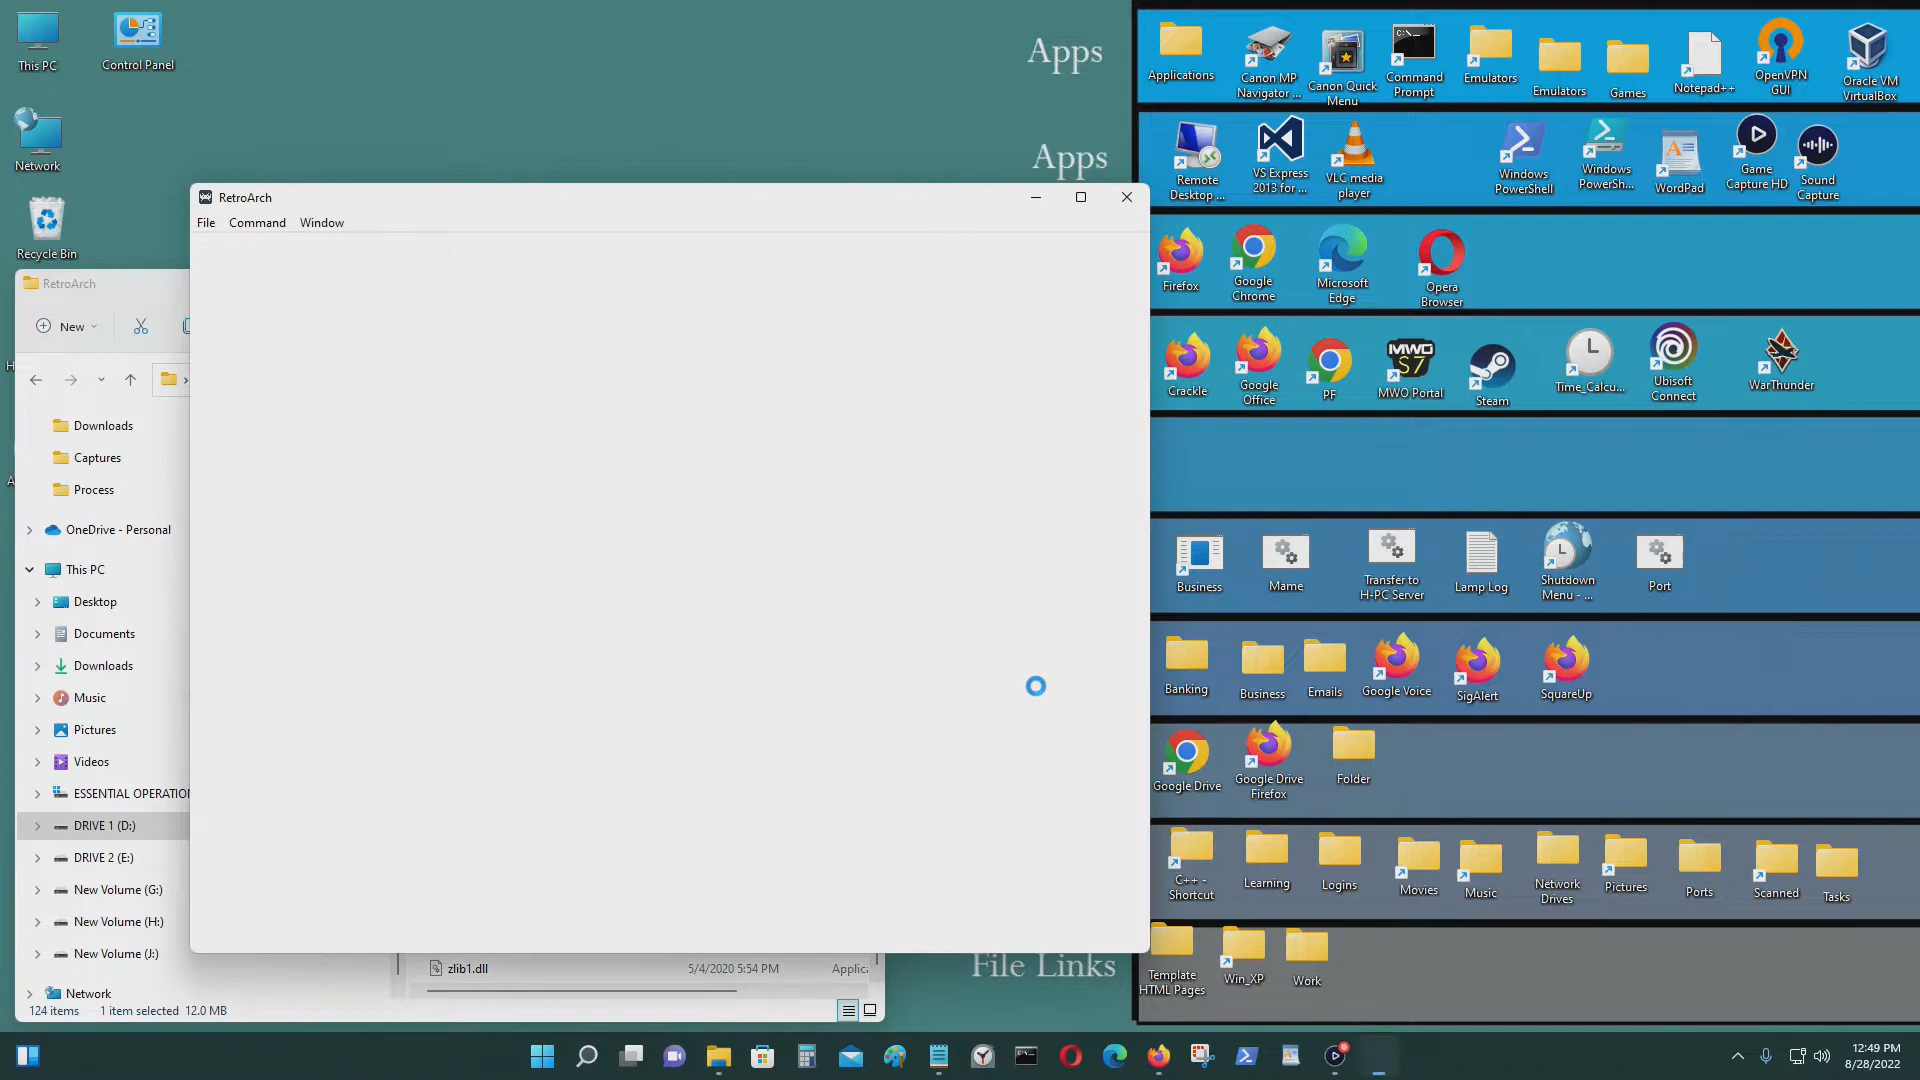 This PC
Control Panel
Network
Recycle Bin
Apps
Apps
File Links
Applications
Canon MP
Navigator ...
Canon Quick
Menu
Command
Prompt
Emulators
Emulators
Games
Notepad++
OpenVPN
GUI
Oracle VM
VirtualBox
Remote
Desktop ...
VS Express
2013 for ...
VLC media
player
Windows
PowerShell
Windows
PowerSh...
WordPad
Game
Capture HD
Sound
Capture
Firefox
Google
Chrome
Microsoft
Edge
Opera
Browser
Crackle
Google
Office
PF
MWO
S7
MWO Portal
Steam
Time_Calcu...
Ubisoft
Connect
WarThunder
Business
Mame
Transfer to
H-PC Server
Lamp Log
Shutdown
Menu - ...
Port
Banking
Business
Emails
Google Voice
SigAlert
SquareUp
Google Drive
Google Drive
Firefox
Folder
C++ -
Shortcut
Learning
Logins
Movies
Music
Network
Drives
Pictures
Ports
Scanned
Tasks
Template
HTML Pages
Win_XP
Work
RetroArch
File Command Window
RetroArch
New
Downloads
Captures
Process
OneDrive - Personal
This PC
Desktop
Documents
Downloads
Music
Pictures
Videos
ESSENTIAL OPERATION
DRIVE 1 (D:)
DRIVE 2 (E:)
New Volume (G:)
New Volume (H:)
New Volume (J:)
Network
zlib1.dll 5/4/2020 5:54 PM Applica
124 items 1 item selected 12.0 MB
12:49 PM
8/28/2022